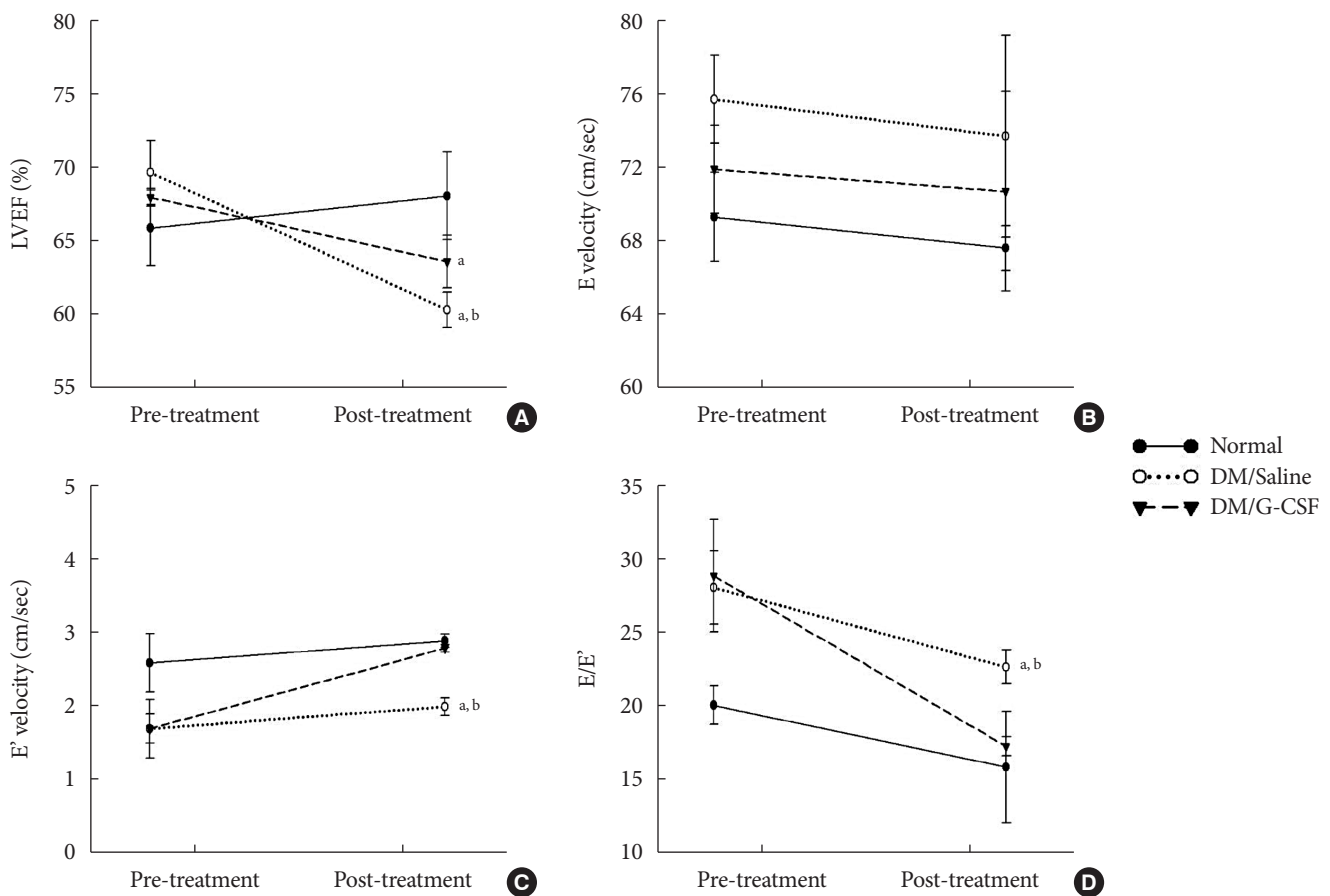 80
75
70
65
60
55
LVEF (%)
a
a, b
Pre-treatment
Post-treatment
A
80
76
72
68
64
60
E velocity (cm/sec)
Pre-treatment
Post-treatment
B
Normal
DM/Saline
DM/G-CSF
5
4
3
2
1
0
E' velocity (cm/sec)
a, b
Pre-treatment
Post-treatment
C
35
30
25
20
15
10
E/E'
a, b
Pre-treatment
Post-treatment
D